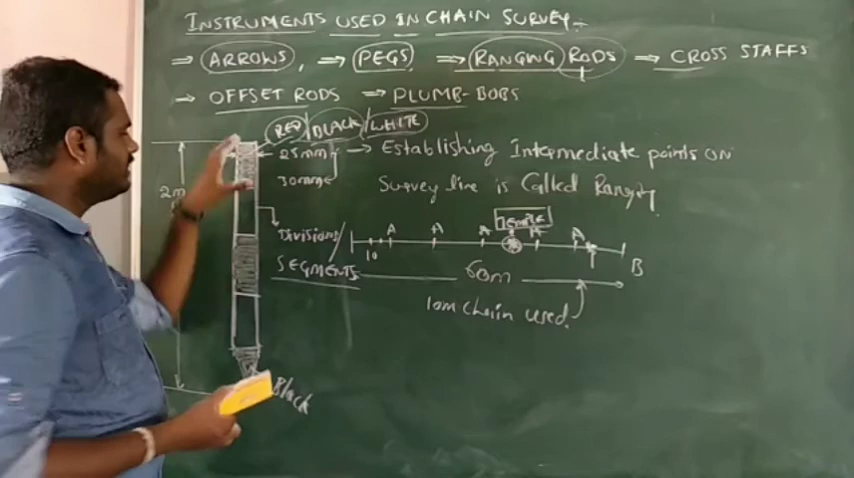 INSTRUMENTS USED IN CHAIN SURVEY:-
⇒ ARROWS, ⇒ PEGS ⇒ RANGING RODS → CROSS STAFFS
→ OFFSET RODS → PLUMB-BOBS
RED/BLACK/WHITE
25mm → Establishing Intermediate points on
30mm
Survey line is Called Ranging
2m
DIVISIONS/
SEGMENTS
A A A A A
10
B
60m
10m chain used.
Black